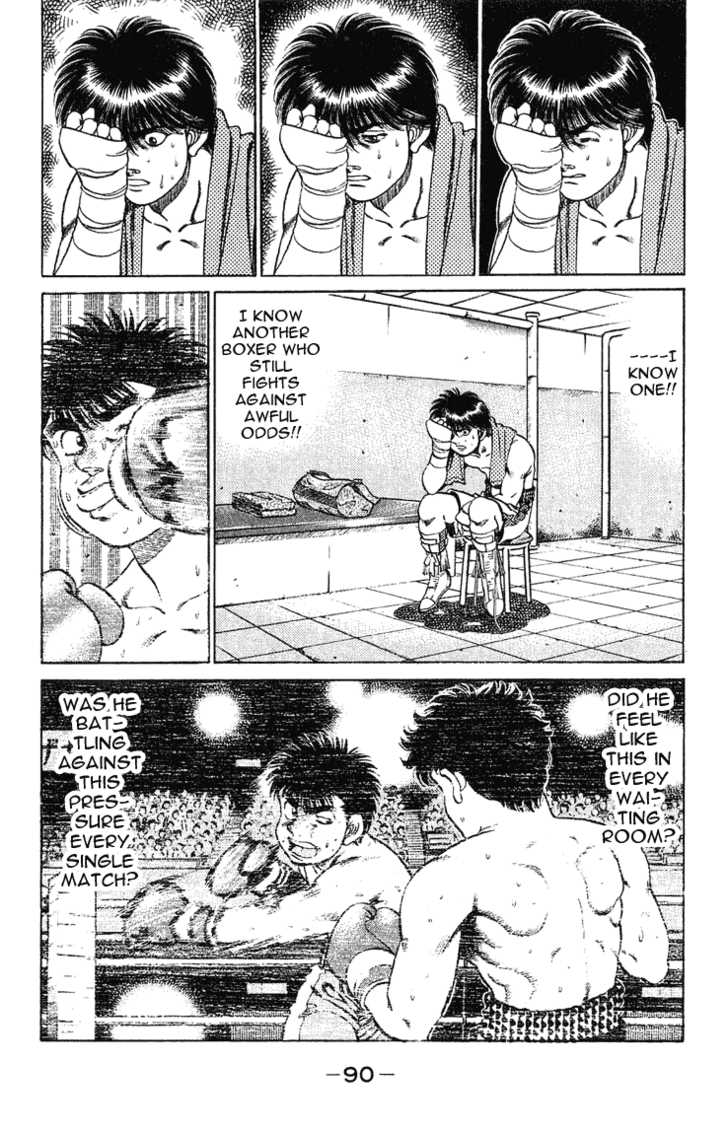 ----I
KNOW
ONE!!
I KNOW
ANOTHER
BOXER WHO
STILL
FIGHTS
AGAINST
AWFUL
ODDS!!
DID HE
FEEL
LIKE
THIS IN
EVERY
WAI-
TING
ROOM?
WAS HE
BAT-
TLING
AGAINST
THIS
PRES-
SURE
EVERY
SINGLE
MATCH?
-90-